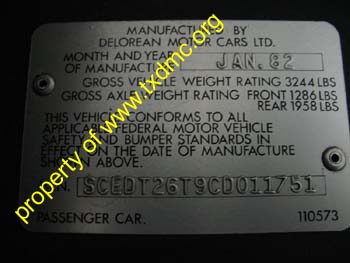 MANUFACTURED BY
DELOREAN MOTOR CARS LTD.
MONTH AND YEAR
OF MANUFACTURE JAN. 82
GROSS VEHICLE WEIGHT RATING 3244 LBS
GROSS AXLE WEIGHT RATING FRONT 1286 LBS
REAR 1958 LBS
THIS VEHICLE CONFORMS TO ALL
APPLICABLE FEDERAL MOTOR VEHICLE
SAFETY AND BUMPER STANDARDS IN
EFFECT ON THE DATE OF MANUFACTURE
SHOWN ABOVE.
SCEDT26T9CD011751
PASSENGER CAR. 110573
property of www.txdmc.org